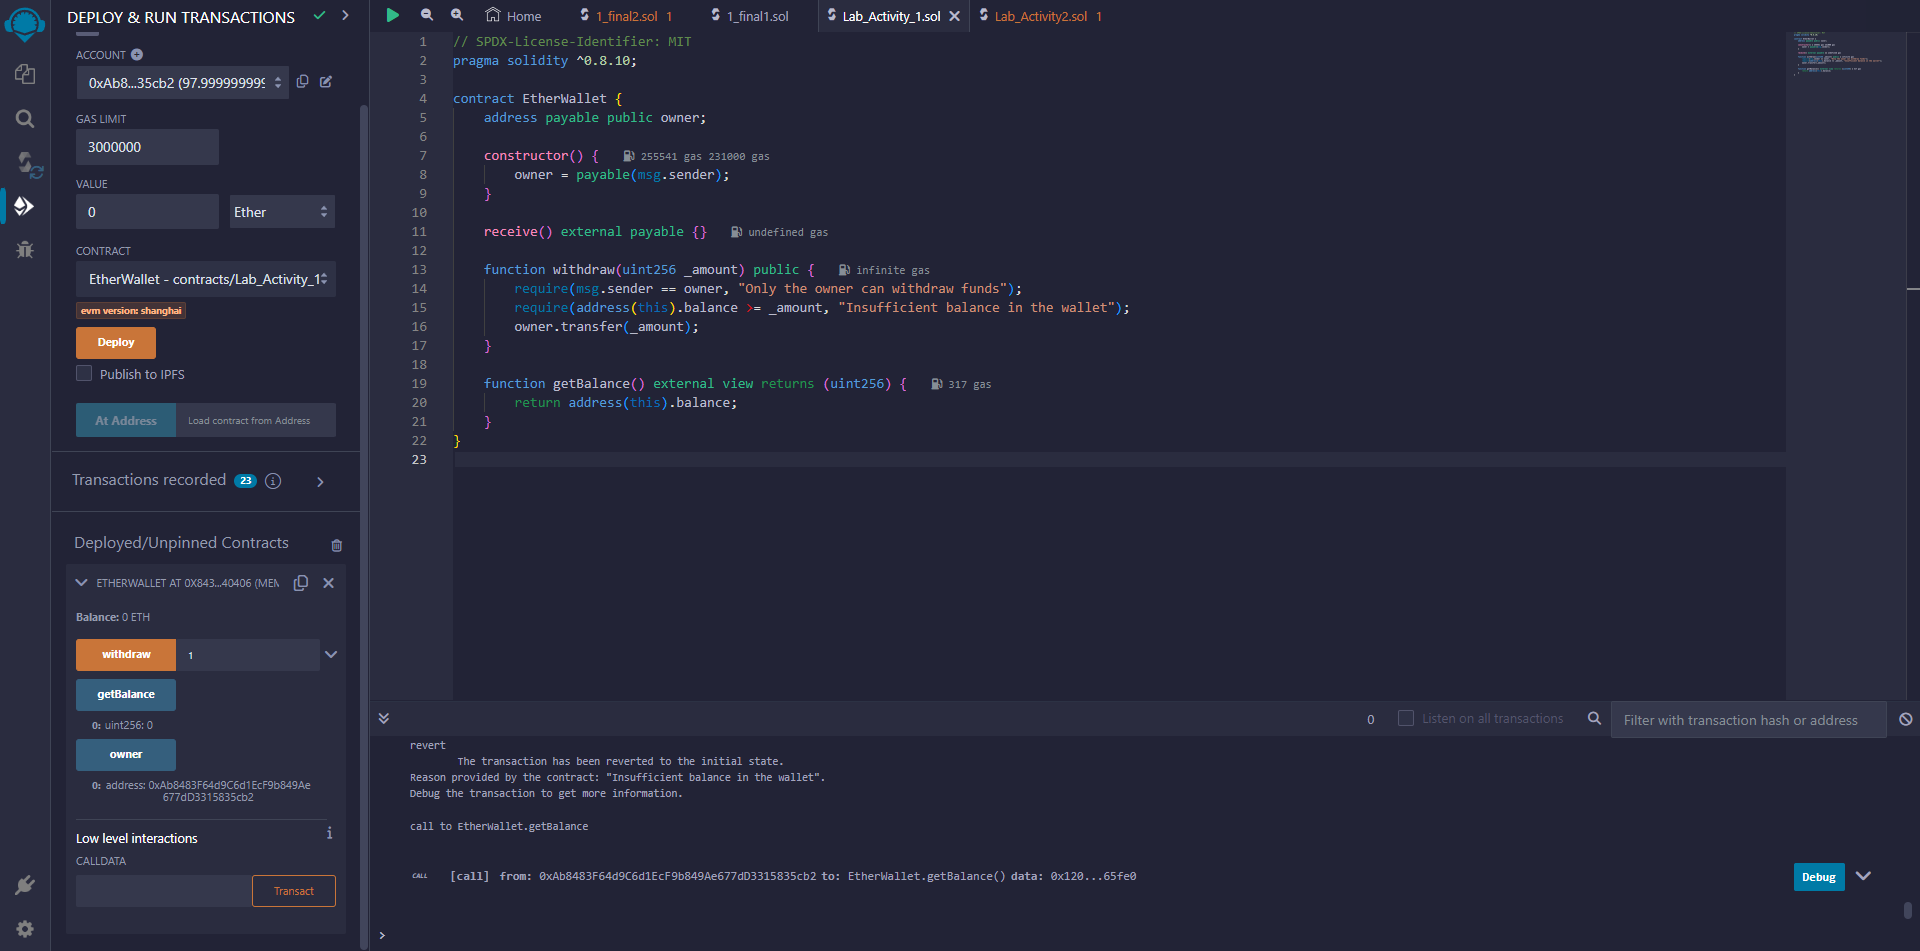 DEPLOY & RUN TRANSACTIONS
ACCOUNT
0xAb8...35cb2 (97.999999999
GAS LIMIT
3000000
VALUE
0
Ether
CONTRACT
EtherWallet - contracts/Lab_Activity_1
evm version: shanghai
Deploy
Publish to IPFS
At Address
Load contract from Address
Transactions recorded 23 i
Deployed/Unpinned Contracts
ETHERWALLET AT 0X843...40406 (MEM
Balance: 0 ETH
withdraw 1
getBalance
0: uint256: 0
owner
0: address: 0xAb8483F64d9C6d1EcF9b849Ae
677dD3315835cb2
Low level interactions
CALLDATA
Transact
Home
1_final2.sol 1
1_final1.sol
Lab_Activity_1.sol
Lab_Activity2.sol 1
1 // SPDX-License-Identifier: MIT
2 pragma solidity ^0.8.10;
3
4 contract EtherWallet {
5 address payable public owner;
6
7 constructor() { 255541 gas 231000 gas
8 owner = payable(msg.sender);
9 }
10
11 receive() external payable {} undefined gas
12
13 function withdraw(uint256 _amount) public { infinite gas
14 require(msg.sender == owner, "Only the owner can withdraw funds");
15 require(address(this).balance >= _amount, "Insufficient balance in the wallet");
16 owner.transfer(_amount);
17 }
18
19 function getBalance() external view returns (uint256) { 317 gas
20 return address(this).balance;
21 }
22 }
23
0
Listen on all transactions
Filter with transaction hash or address
revert
The transaction has been reverted to the initial state.
Reason provided by the contract: "Insufficient balance in the wallet".
Debug the transaction to get more information.
call to EtherWallet.getBalance
CALL [call] from: 0xAb8483F64d9C6d1EcF9b849Ae677dD3315835cb2 to: EtherWallet.getBalance() data: 0x120...65fe0
Debug
>